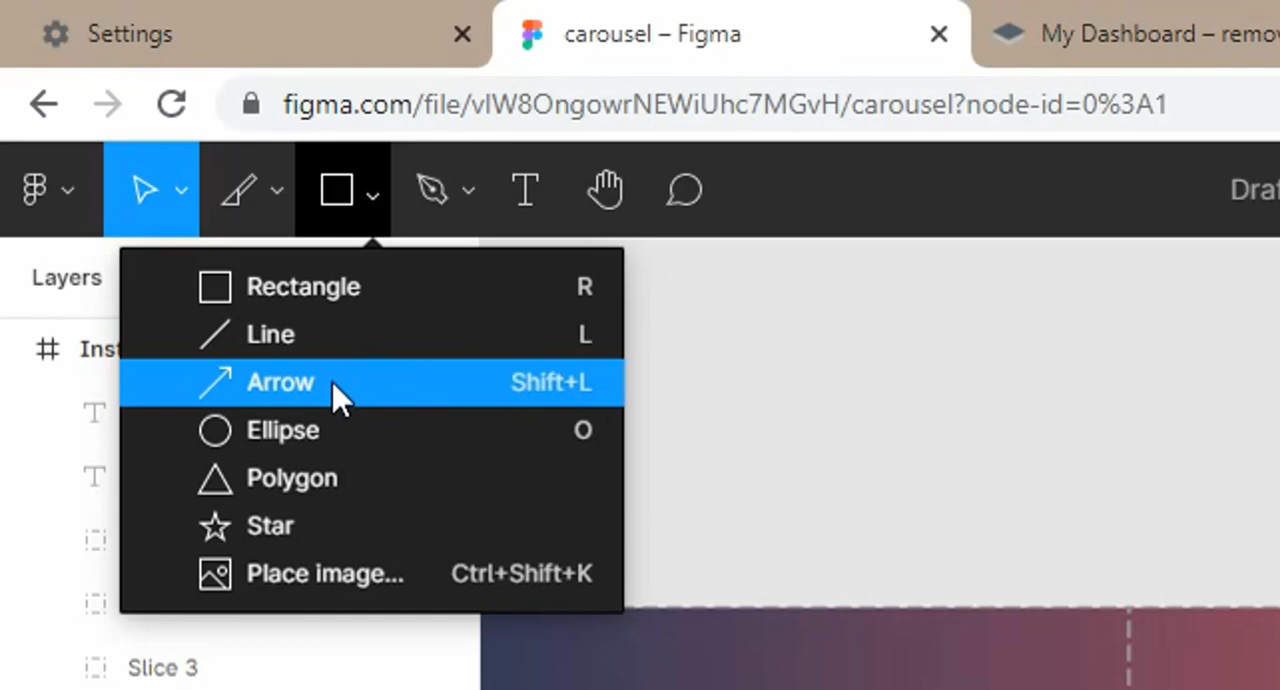 Settings
carousel – Figma
My Dashboard – remo
figma.com/file/vlW8OngowrNEWiUhc7MGvH/carousel?node-id=0%3A1
Draf
Layers
Rectangle R
Inst
Line L
Arrow Shift+L
Ellipse O
Polygon
Star
Place image... Ctrl+Shift+K
Slice 3